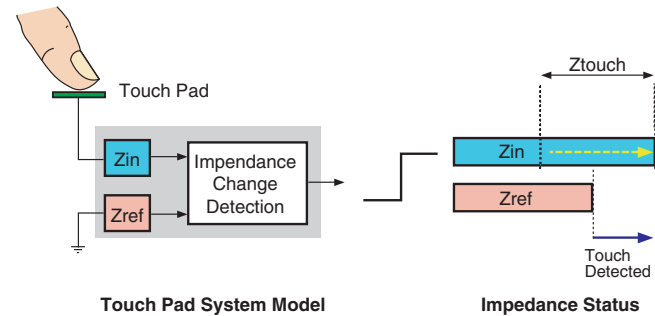 Ztouch
Touch Pad
Zin
Impendance
Change
Detection
Zref
Zin
Zref
Touch
Detected
Touch Pad System Model
Impedance Status